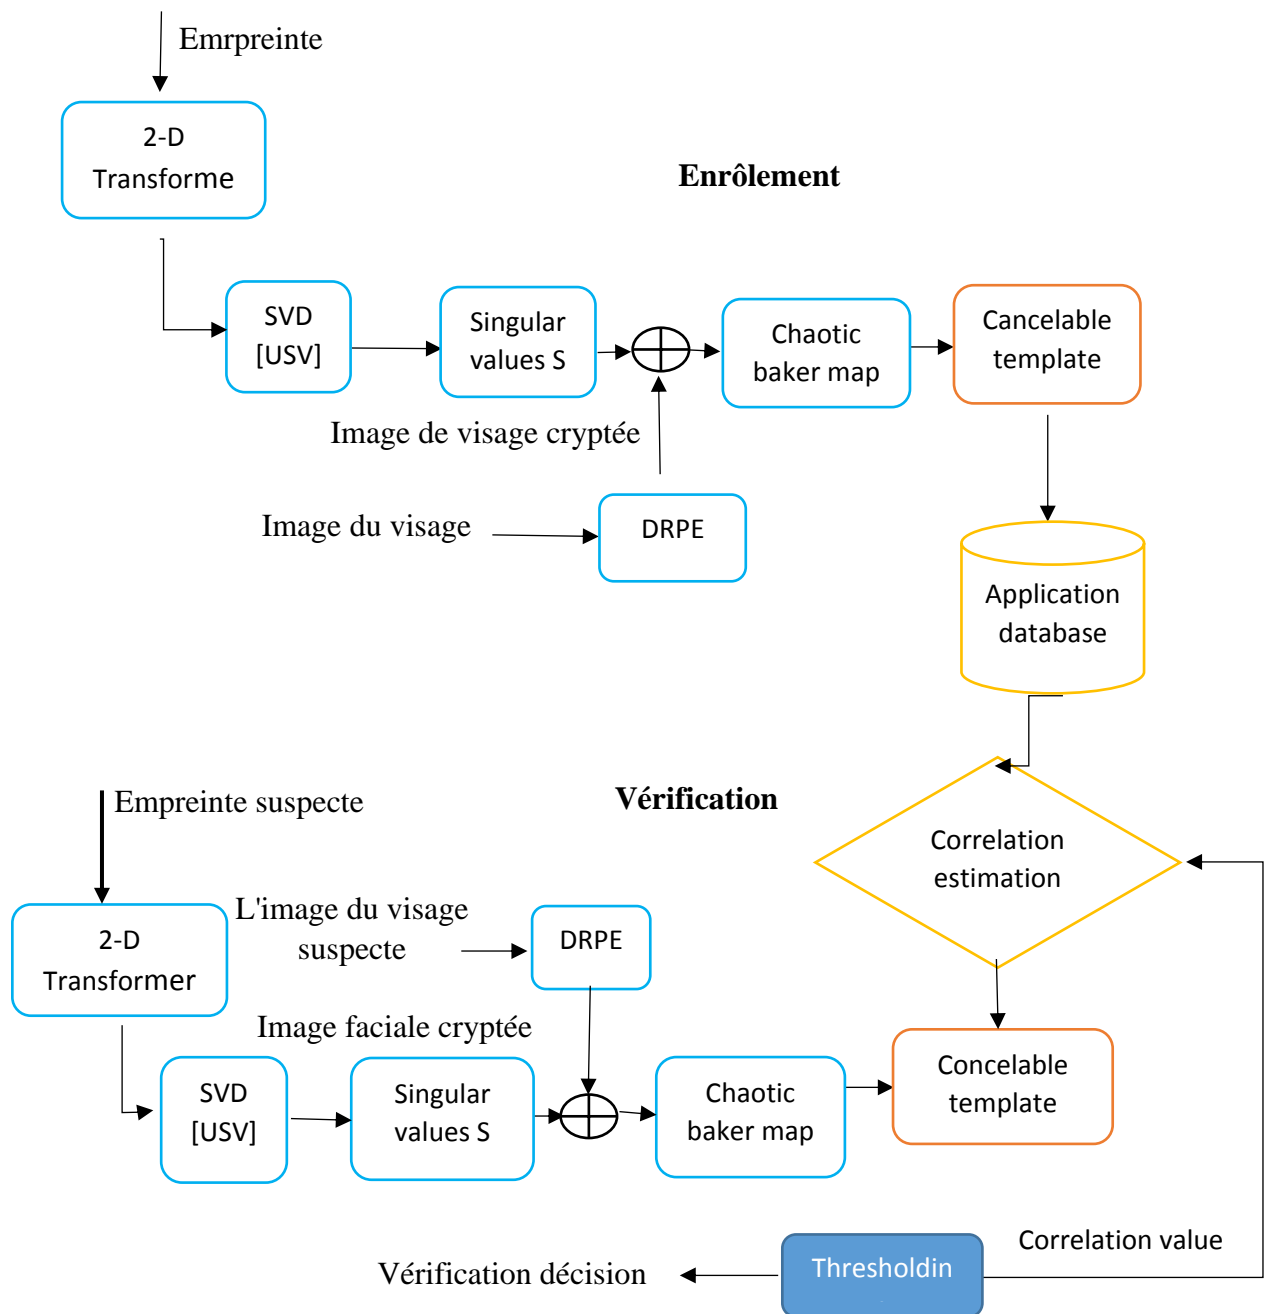 Emrpreinte
2-D
Transforme
Enrôlement
SVD
[USV]
Singular
values S
Chaotic
baker map
Cancelable
template
Image de visage cryptée
Image du visage
DRPE
Application
database
Empreinte suspecte
Vérification
Correlation
estimation
L'image du visage
suspecte
DRPE
2-D
Transformer
Image faciale cryptée
SVD
[USV]
Singular
values S
Chaotic
baker map
Concelable
template
Correlation value
Thresholdin
Vérification décision